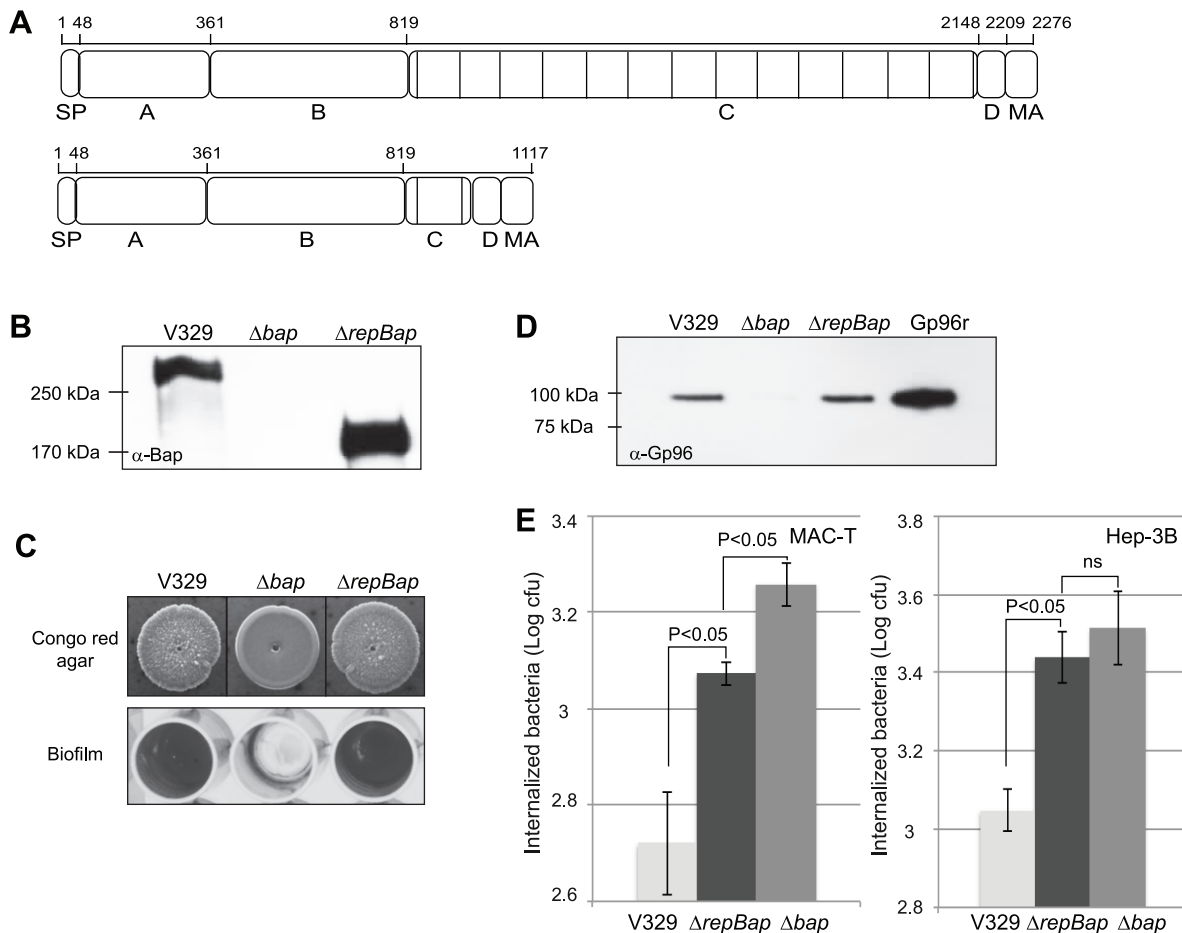 A
1 48 361 819 2148 2209 2276
SP A B C D MA
1 48 361 819 1117
SP A B C D MA
B
V329 Δbap ΔrepBap
250 kDa
170 kDa
α-Bap
C
V329 Δbap ΔrepBap
Congo red
agar
Biofilm
D
V329 Δbap ΔrepBap Gp96r
100 kDa
75 kDa
α-Gp96
E
Internalized bacteria (Log cfu)
3.4
3.2
3
2.8
2.6
MAC-T
P<0.05
P<0.05
V329 ΔrepBap Δbap
Internalized bacteria (Log cfu)
3.8
3.6
3.4
3.2
3
2.8
Hep-3B
ns
P<0.05
V329 ΔrepBap Δbap